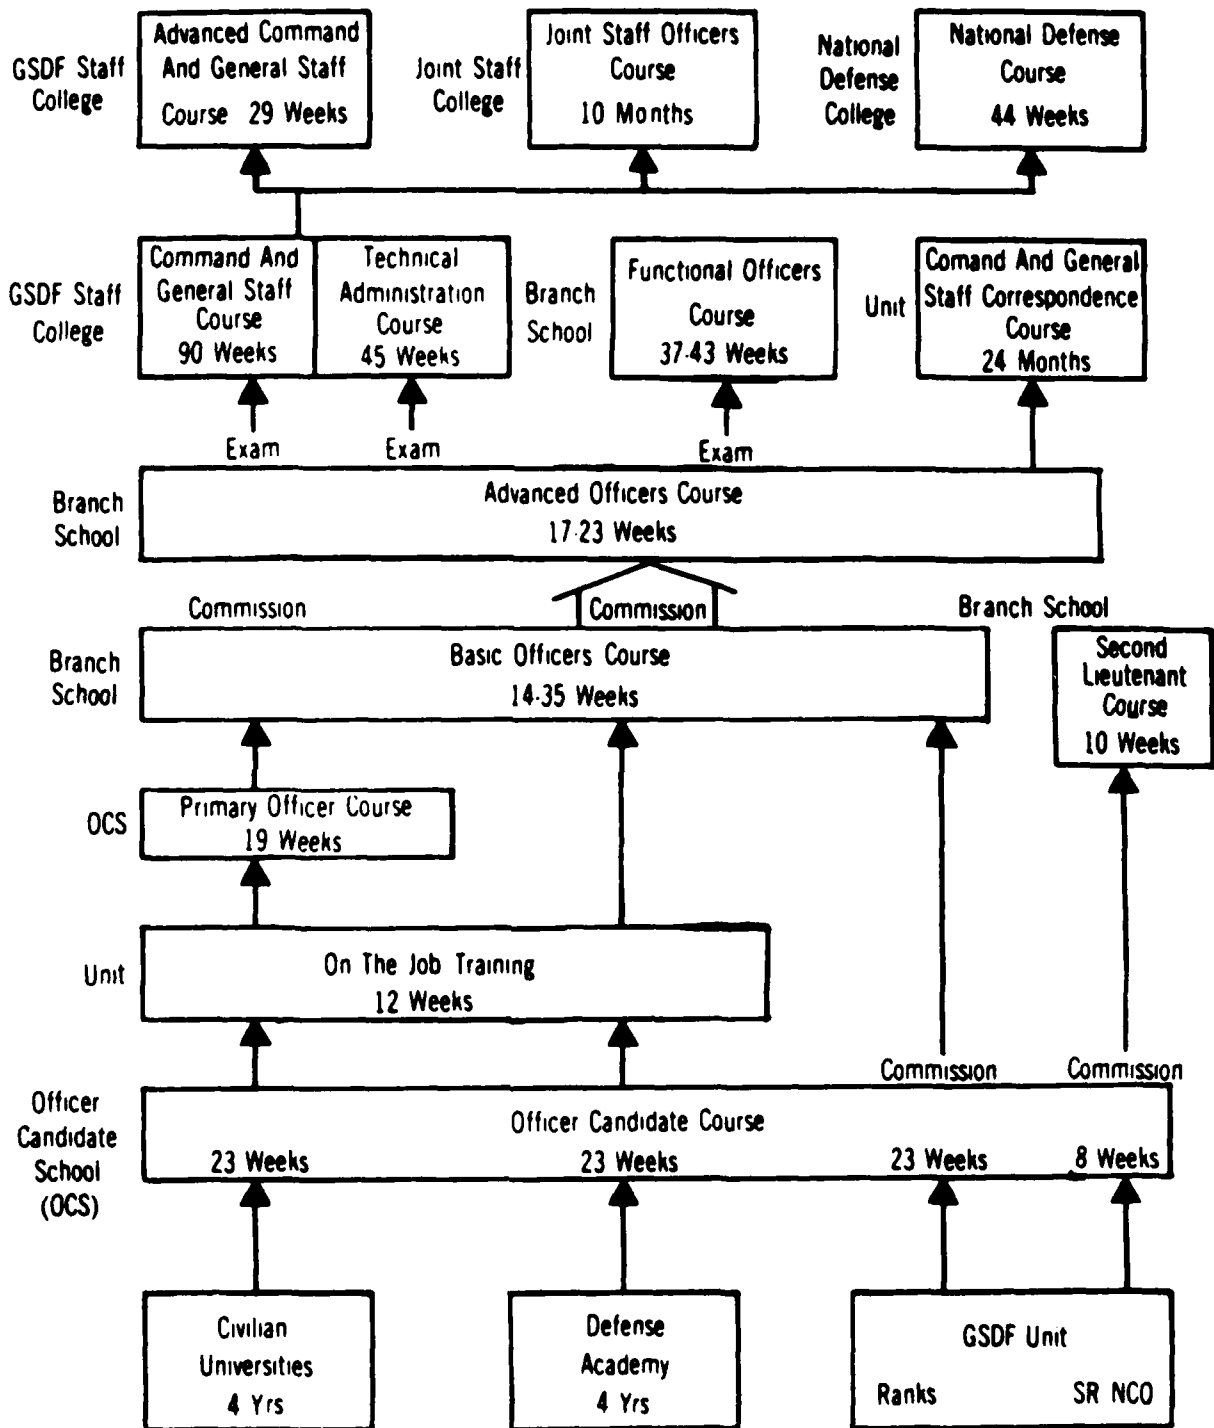 GSDF Staff
College
Advanced Command
And General Staff
Course 29 Weeks
Joint Staff
College
Joint Staff Officers
Course
10 Months
National
Defense
College
National Defense
Course
44 Weeks
GSDF Staff
College
Command And
General Staff
Course
90 Weeks
Technical
Administration
Course
45 Weeks
Branch
School
Functional Officers
Course
37-43 Weeks
Unit
Comand And General
Staff Correspondence
Course
24 Months
Exam
Exam
Exam
Branch
School
Advanced Officers Course
17-23 Weeks
Commission
Commission
Branch School
Branch
School
Basic Officers Course
14-35 Weeks
Second
Lieutenant
Course
10 Weeks
OCS
Primary Officer Course
19 Weeks
Unit
On The Job Training
12 Weeks
Commission
Commission
Officer
Candidate
School
(OCS)
Officer Candidate Course
23 Weeks
23 Weeks
23 Weeks
8 Weeks
Civilian
Universities
4 Yrs
Defense
Academy
4 Yrs
GSDF Unit
Ranks
SR NCO